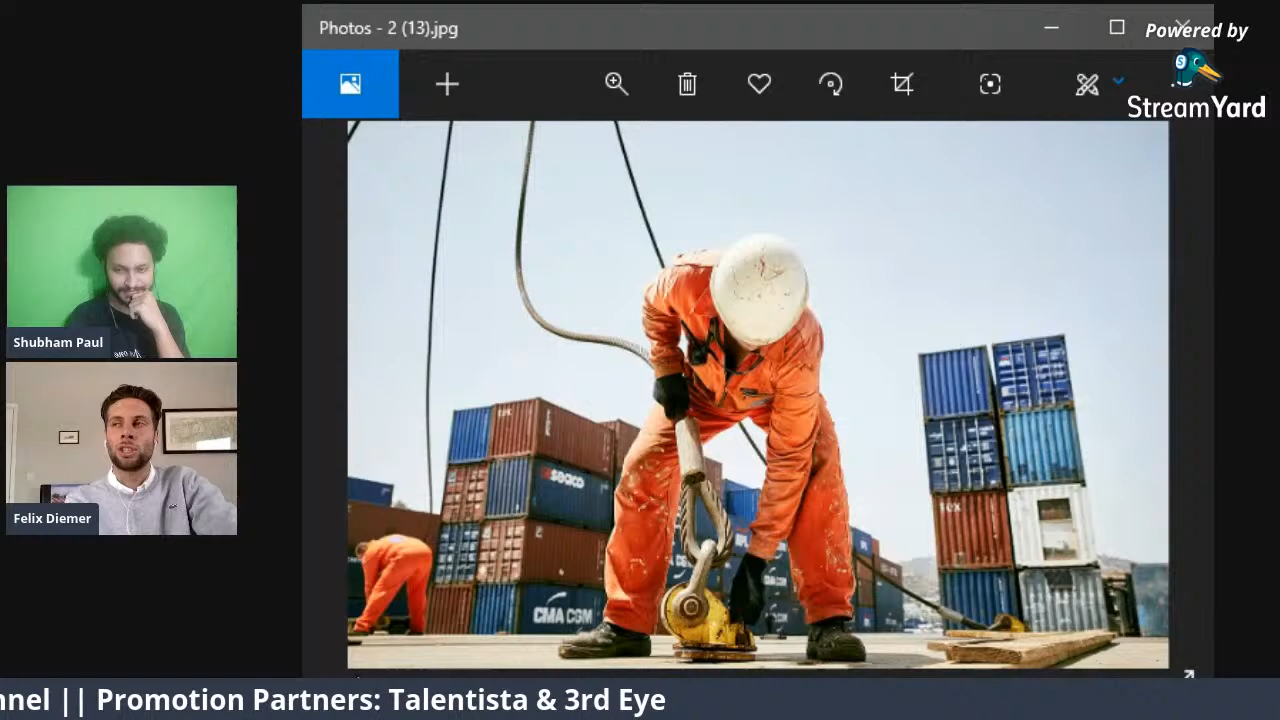 Photos - 2 (13).jpg
Powered by
StreamYard
Shubham Paul
Felix Diemer
seaco
CMA CGM
nnel || Promotion Partners: Talentista & 3rd Eye